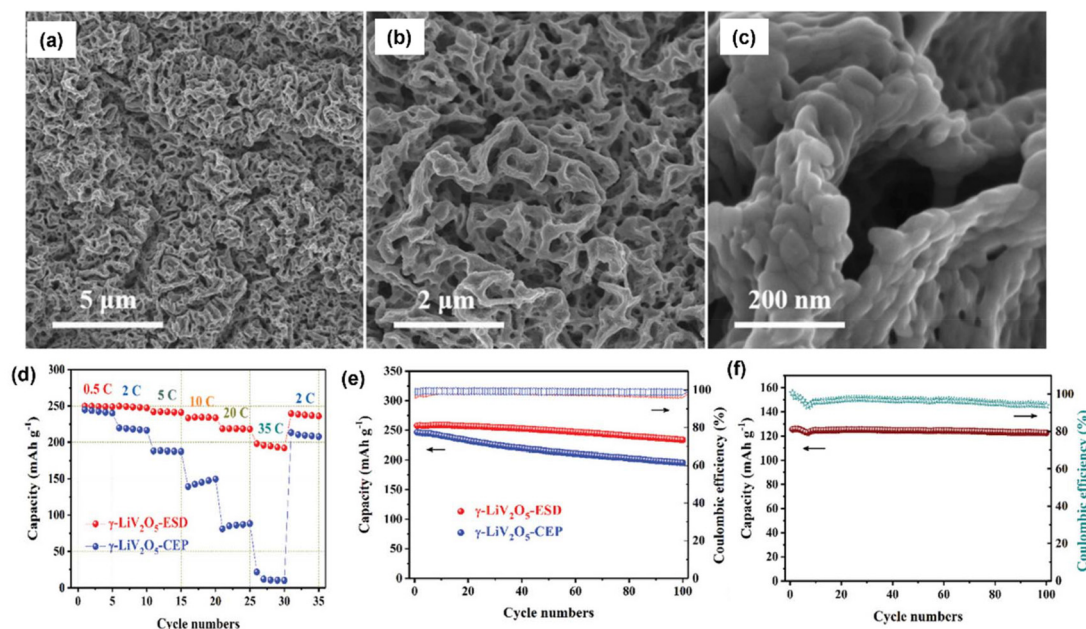 (a)
5 μm
(b)
2 μm
(c)
200 nm
(d)
Capacity (mAh g⁻¹)
300
250
200
150
100
50
0
0.5 C
2 C
5 C
10 C
20 C
35 C
2 C
γ-LiV₂O₅-ESD
γ-LiV₂O₅-CEP
0 5 10 15 20 25 30 35
Cycle numbers
(e)
Capacity (mAh g⁻¹)
350
300
250
200
150
100
50
0
γ-LiV₂O₅-ESD
γ-LiV₂O₅-CEP
100
80
60
40
20
0
Coulombic efficiency (%)
0 20 40 60 80 100
Cycle numbers
(f)
Capacity (mAh g⁻¹)
160
140
120
100
80
60
40
20
0
100
80
60
40
20
0
Coulombic efficiency (%)
0 20 40 60 80 100
Cycle numbers